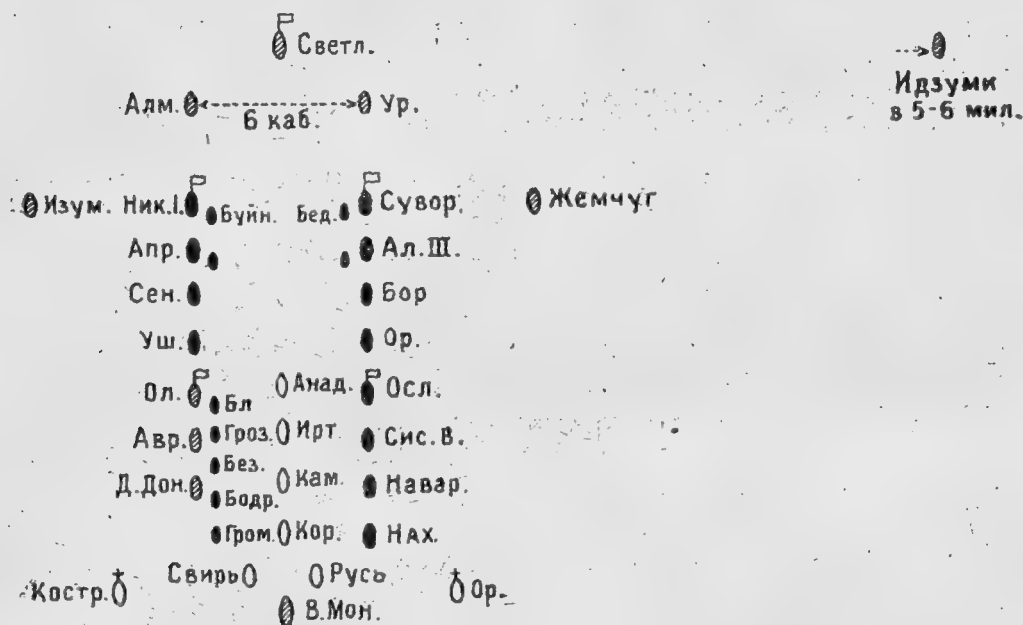 Светл.
Алм.
6 каб.
Ур.
Идзуми
в 5-6 мил.
Изум.
Ник.I.
Буйн.
Бед.
Сувор.
Жемчуг
Апр.
Ал.III.
Сен.
Бор
Уш.
Ор.
Ол.
Бл
Анад.
Осл.
Авр.
Гроз.
Ирт
Сис.В.
Без.
Д.Дон.
Бодр.
Кам.
Навар.
Гром.
Кор.
Нах.
Костр.
Свирь
Русь
Ор.
В.Мон.